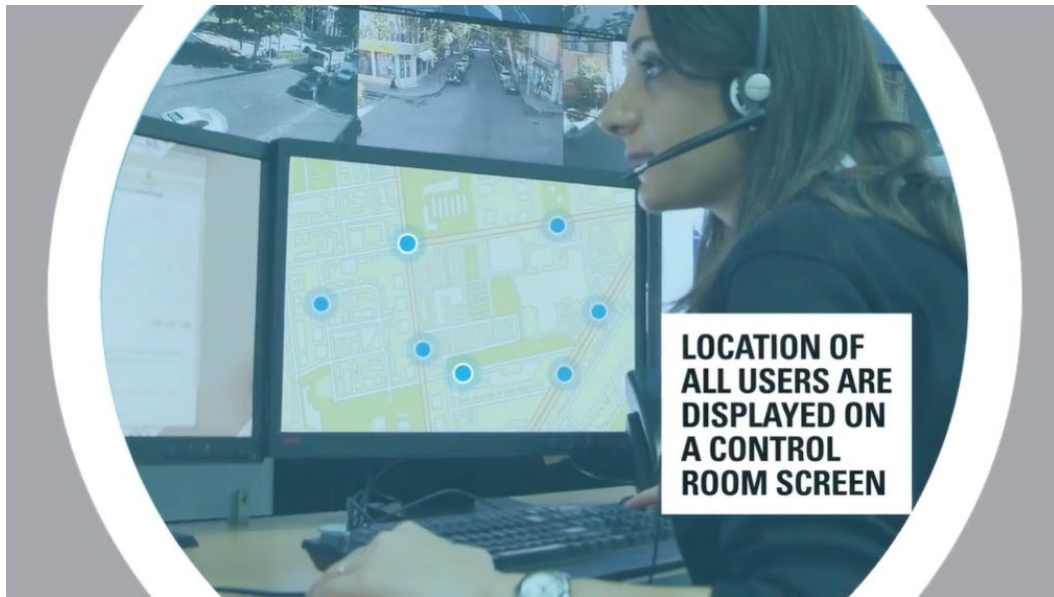 LOCATION OF
ALL USERS ARE
DISPLAYED ON
A CONTROL
ROOM SCREEN